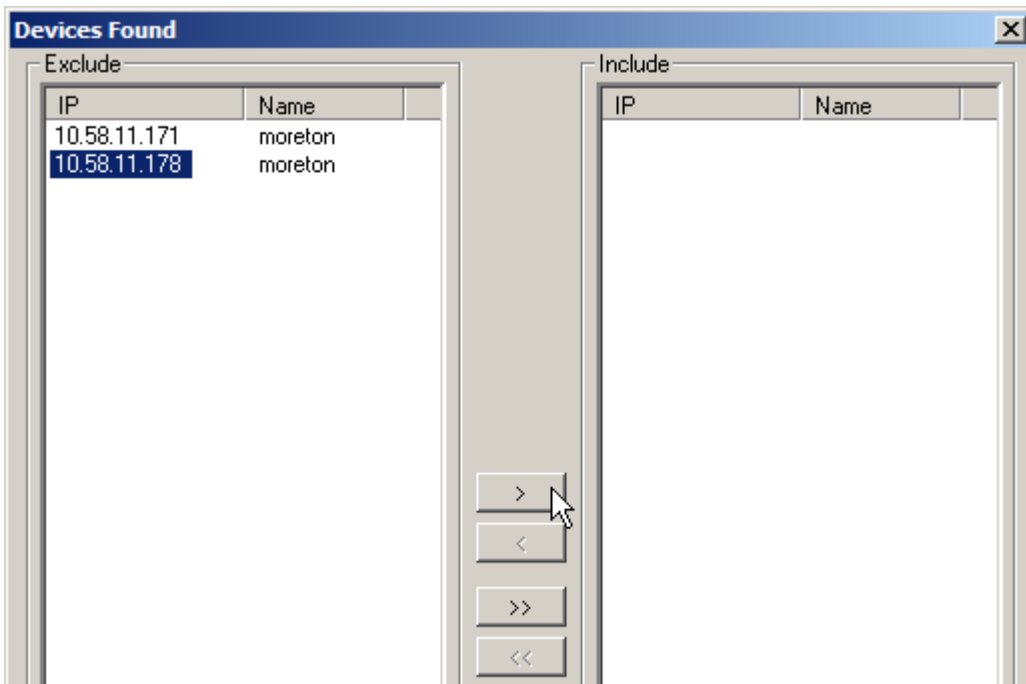 Devices Found
Exclude
IP Name
10.58.11.171 moreton
10.58.11.178 moreton
Include
IP Name
>
<
>>
<<